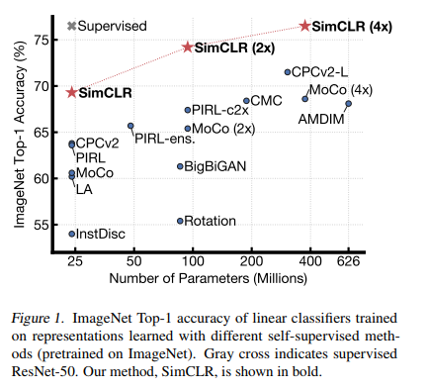 ImageNet Top-1 Accuracy (%)
75
70
65
60
55
Supervised
SimCLR (4x)
SimCLR (2x)
SimCLR
CPCv2-L
MoCo (4x)
CMC
AMDIM
PIRL-c2x
MoCo (2x)
PIRL-ens.
CPCv2
PIRL
BigBiGAN
MoCo
LA
Rotation
InstDisc
25 50 100 200 400 626
Number of Parameters (Millions)
Figure 1. ImageNet Top-1 accuracy of linear classifiers trained
on representations learned with different self-supervised meth-
ods (pretrained on ImageNet). Gray cross indicates supervised
ResNet-50. Our method, SimCLR, is shown in bold.